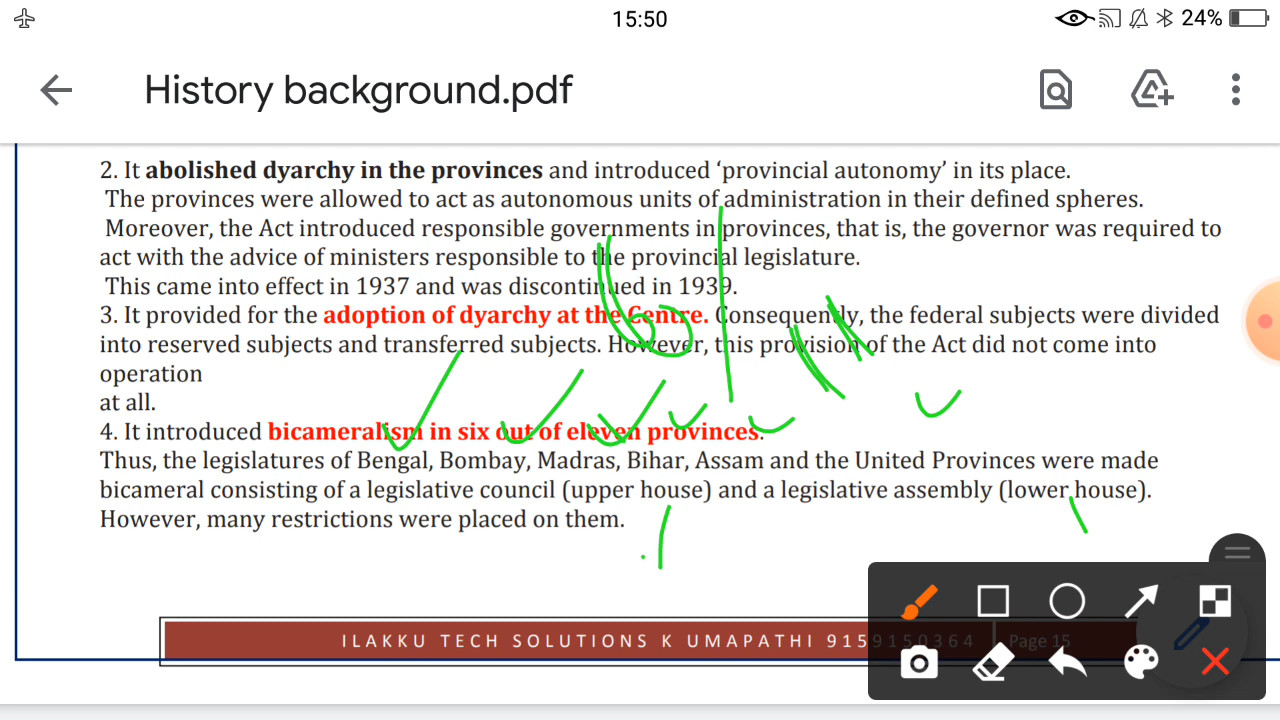 15:50
24%
History background.pdf
2. It abolished dyarchy in the provinces and introduced ‘provincial autonomy’ in its place.
The provinces were allowed to act as autonomous units of administration in their defined spheres.
Moreover, the Act introduced responsible governments in provinces, that is, the governor was required to
act with the advice of ministers responsible to the provincial legislature.
This came into effect in 1937 and was discontinued in 1939.
3. It provided for the adoption of dyarchy at the Centre. Consequently, the federal subjects were divided
into reserved subjects and transferred subjects. However, this provision of the Act did not come into
operation
at all.
4. It introduced bicameralism in six out of eleven provinces.
Thus, the legislatures of Bengal, Bombay, Madras, Bihar, Assam and the United Provinces were made
bicameral consisting of a legislative council (upper house) and a legislative assembly (lower house).
However, many restrictions were placed on them.
ILAKKU TECH SOLUTIONS K UMAPATHI 9159150364 Page 15